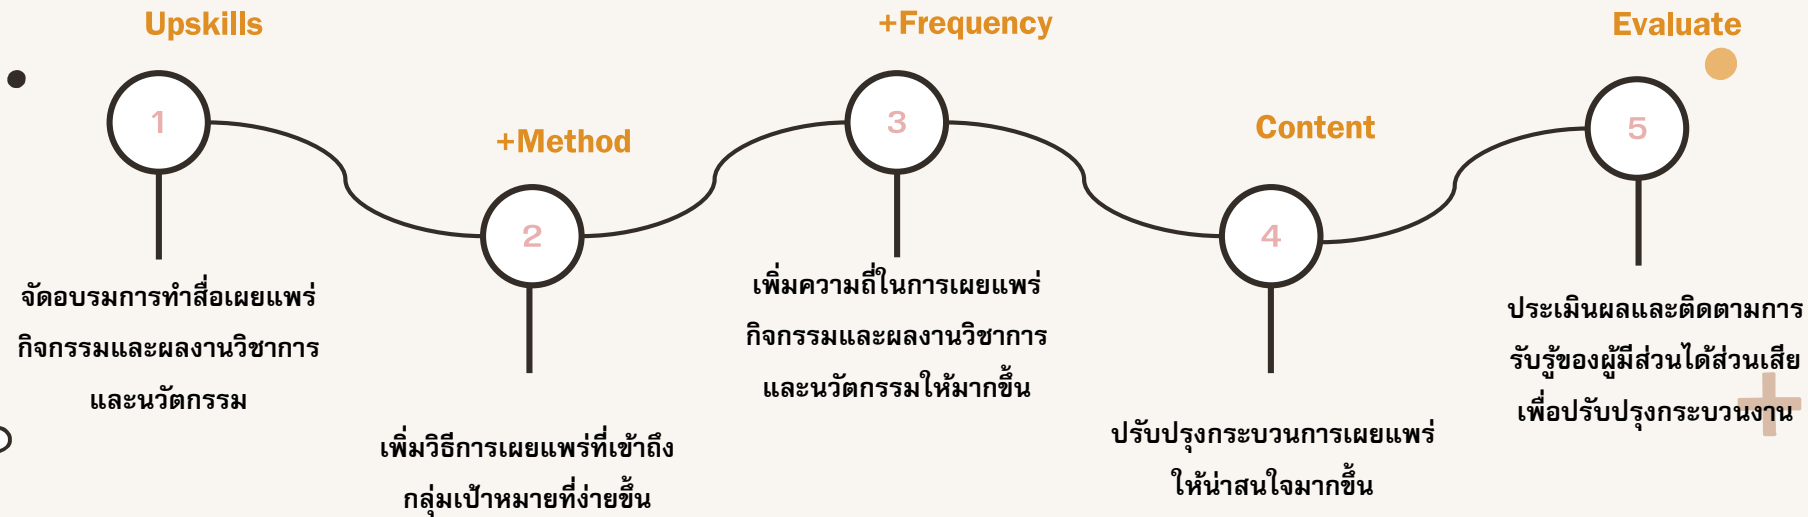 Upskills
1
จัดอบรมการทำสื่อเผยแพร่
กิจกรรมและผลงานวิชาการ
และนวัตกรรม
+Method
2
เพิ่มวิธีการเผยแพร่ที่เข้าถึง
กลุ่มเป้าหมายที่ง่ายขึ้น
+Frequency
3
เพิ่มความถี่ในการเผยแพร่
กิจกรรมและผลงานวิชาการ
และนวัตกรรมให้มากขึ้น
Content
4
ปรับปรุงกระบวนการเผยแพร่
ให้น่าสนใจมากขึ้น
Evaluate
5
ประเมินผลและติดตามการ
รับรู้ของผู้มีส่วนได้ส่วนเสีย
เพื่อปรับปรุงกระบวนงาน